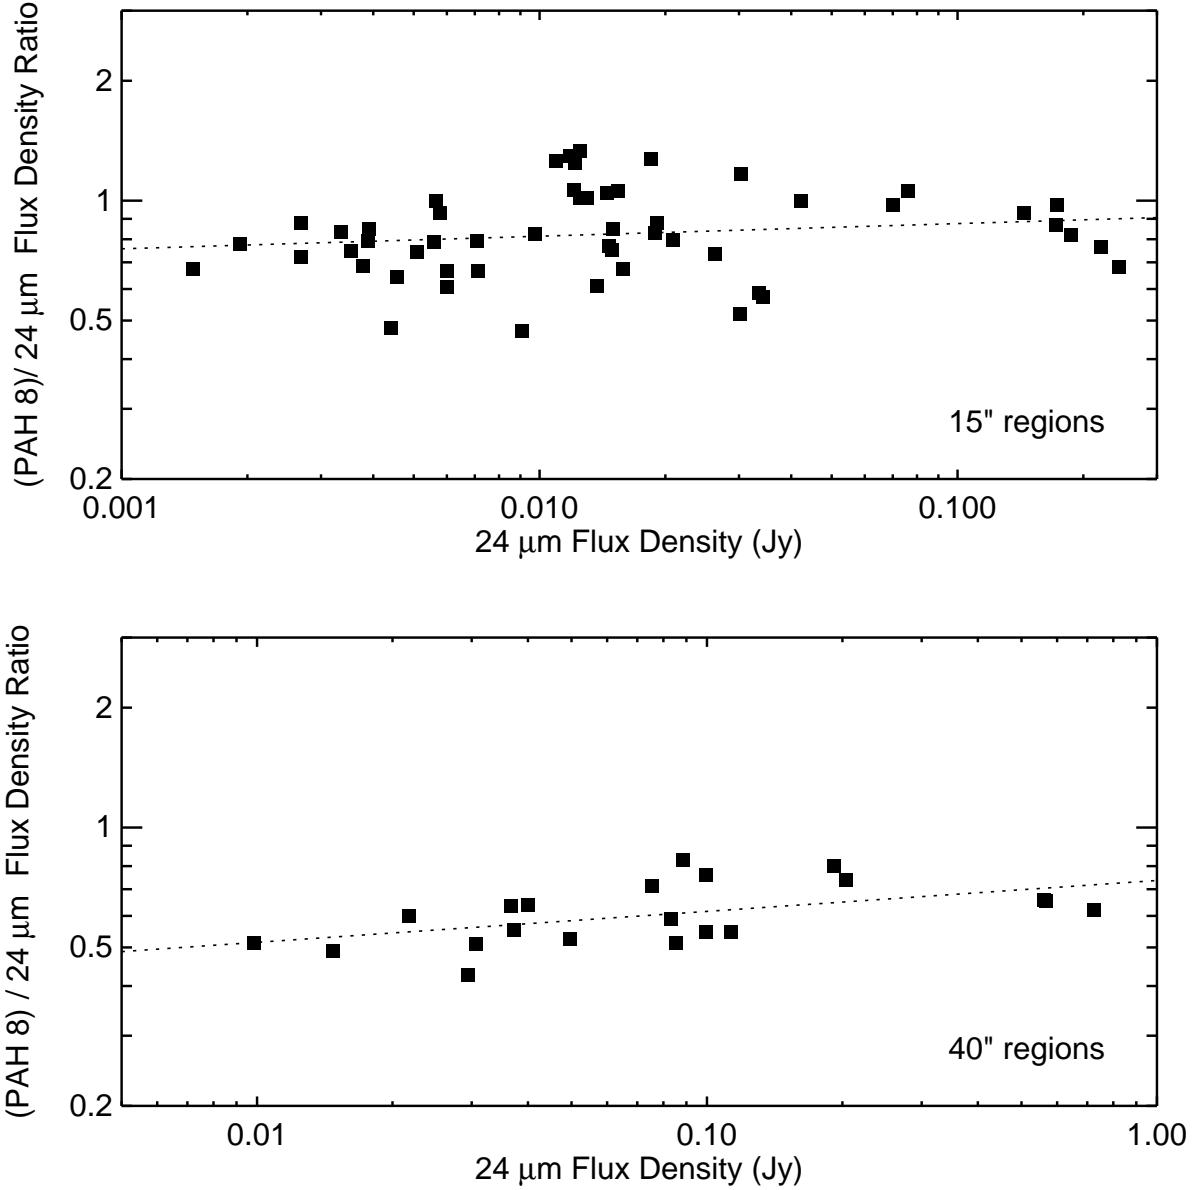 (PAH 8)/ 24 μm Flux Density Ratio
2
1
0.5
0.2
15" regions
0.001 0.010 0.100
24 μm Flux Density (Jy)
(PAH 8) / 24 μm Flux Density Ratio
2
1
0.5
0.2
40" regions
0.01 0.10 1.00
24 μm Flux Density (Jy)